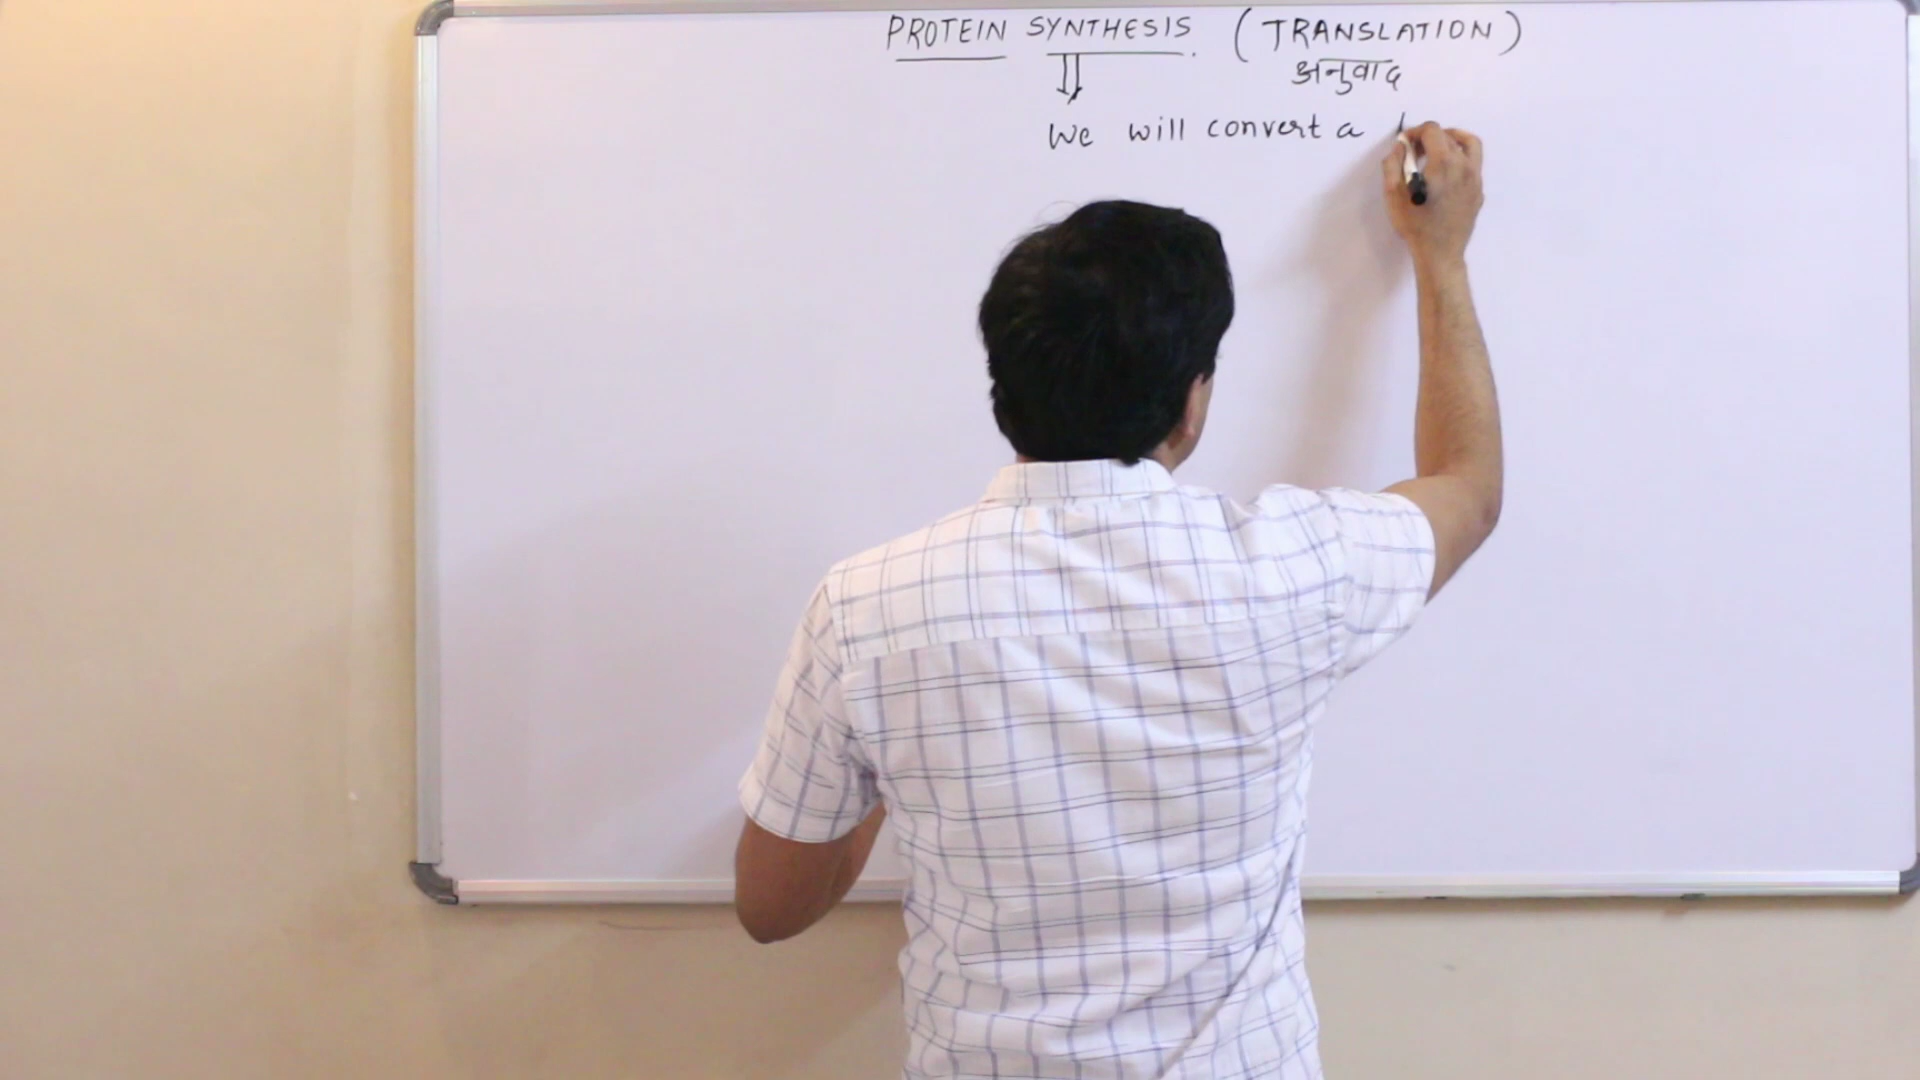 PROTEIN SYNTHESIS. (TRANSLATION)
अनुवाद
We will convert a